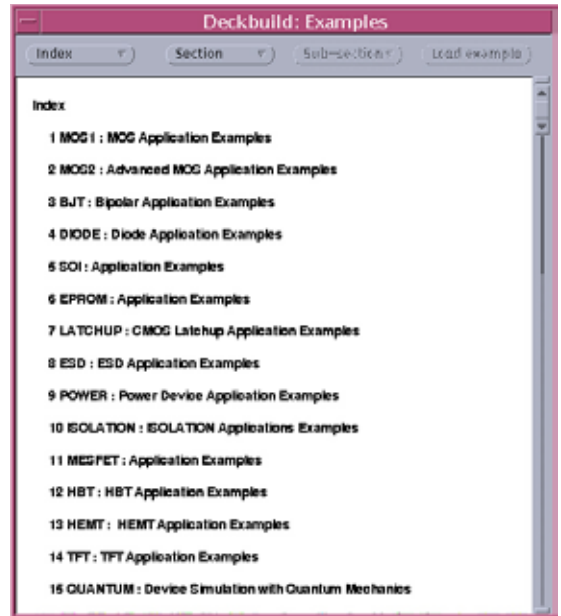 Deckbuild: Examples
Index Section Sub-section Load example
Index
1 MOS1 : MOS Application Examples
2 MOS2 : Advanced MOS Application Examples
3 BJT : Bipolar Application Examples
4 DIODE : Diode Application Examples
5 SOI : Application Examples
6 EPROM : Application Examples
7 LATCHUP : CMOS Latchup Application Examples
8 ESD : ESD Application Examples
9 POWER : Power Device Application Examples
10 ISOLATION : ISOLATION Applications Examples
11 MESFET : Application Examples
12 HBT : HBT Application Examples
13 HEMT : HEMT Application Examples
14 TFT : TFT Application Examples
15 QUANTUM : Device Simulation with Quantum Mechanics